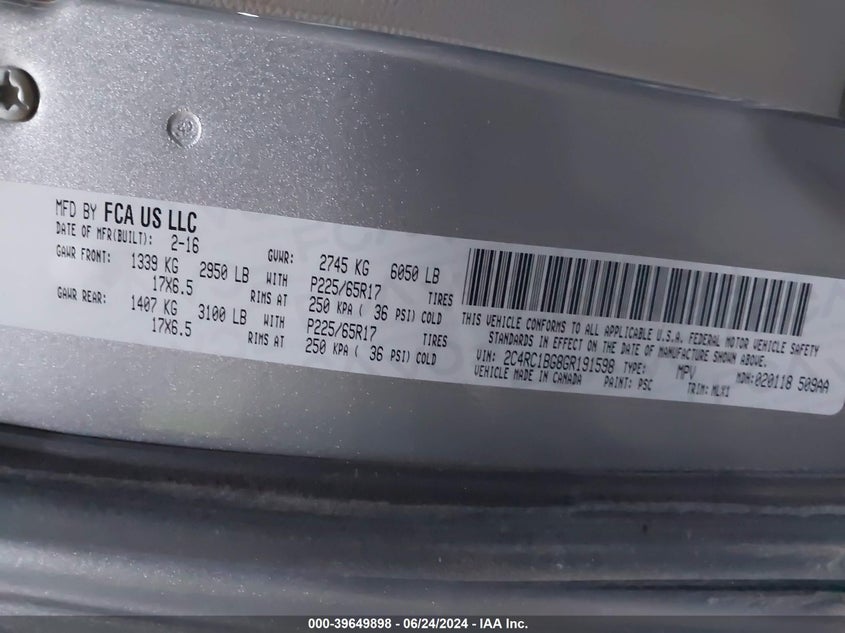 MFD BY FCA US LLC
DATE OF MFR(BUILT): 2-16
GVWR: 2745 KG 6050 LB
GAWR FRONT: 1339 KG 2950 LB WITH P225/65R17 TIRES
17X6.5 RIMS AT 250 KPA ( 36 PSI) COLD
GAWR REAR: 1407 KG 3100 LB WITH P225/65R17 TIRES
17X6.5 RIMS AT 250 KPA ( 36 PSI) COLD
THIS VEHICLE CONFORMS TO ALL APPLICABLE U.S.A. FEDERAL MOTOR VEHICLE SAFETY
STANDARDS IN EFFECT ON THE DATE OF MANUFACTURE SHOWN ABOVE.
VIN: 2C4RC1BG8GR191598 TYPE: MPV MDH:020118 509AA
VEHICLE MADE IN CANADA PAINT: PSC TRIM: MLX1
000-39649898 - 06/24/2024 - IAA Inc.